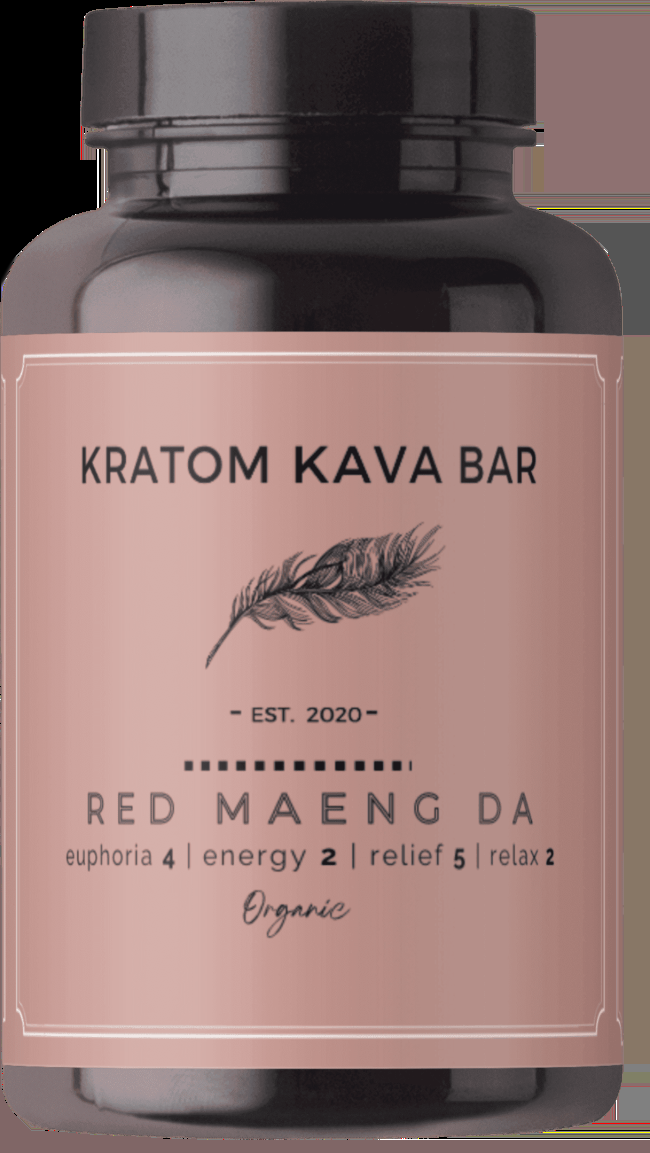 KRATOM KAVA BAR
- EST. 2020 -
RED MAENG DA
euphoria 4 | energy 2 | relief 5 | relax 2
Organic